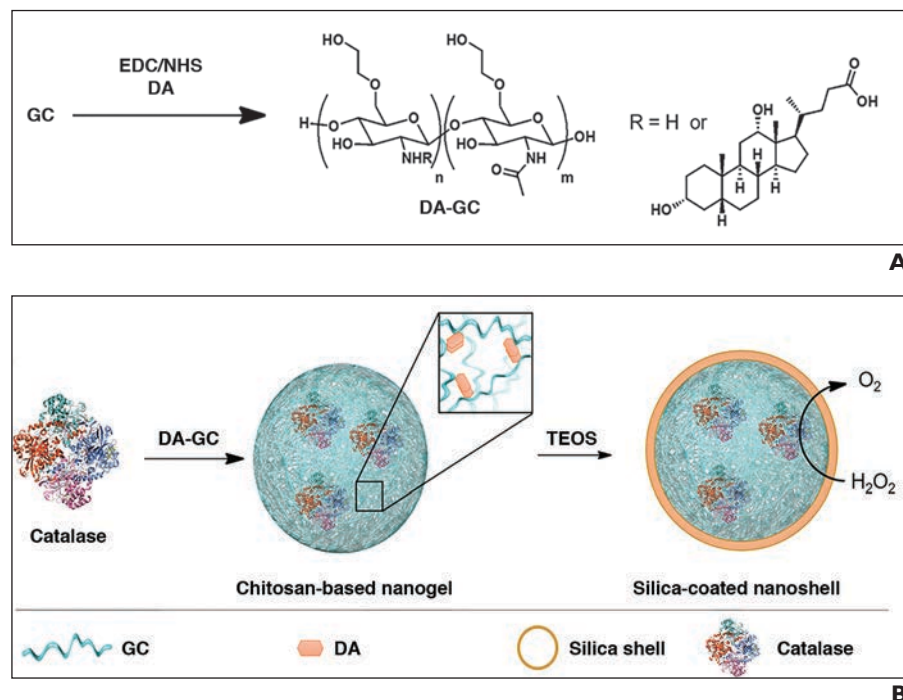 EDC/NHS
DA
GC
HO
O
O
H
O
HO
NHR
n
HO
O
O
O
HO
NH
O
OH
m
DA-GC
R = H or
O
OH
OH
H
H
H
HO
H
A
Catalase
DA-GC
Chitosan-based nanogel
TEOS
O2
H2O2
Silica-coated nanoshell
GC
DA
Silica shell
Catalase
B